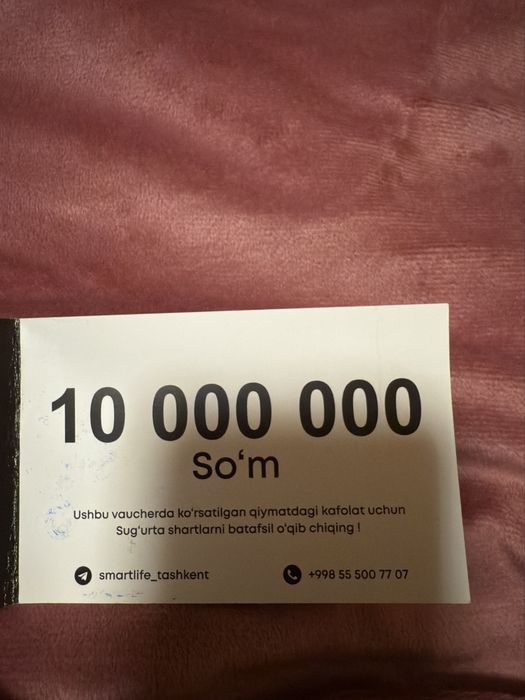 10 000 000
So‘m
Ushbu vaucherda ko‘rsatilgan qiymatdagi kafolat uchun
Sug‘urta shartlarni batafsil o‘qib chiqing !
smartlife_tashkent
+998 55 500 77 07